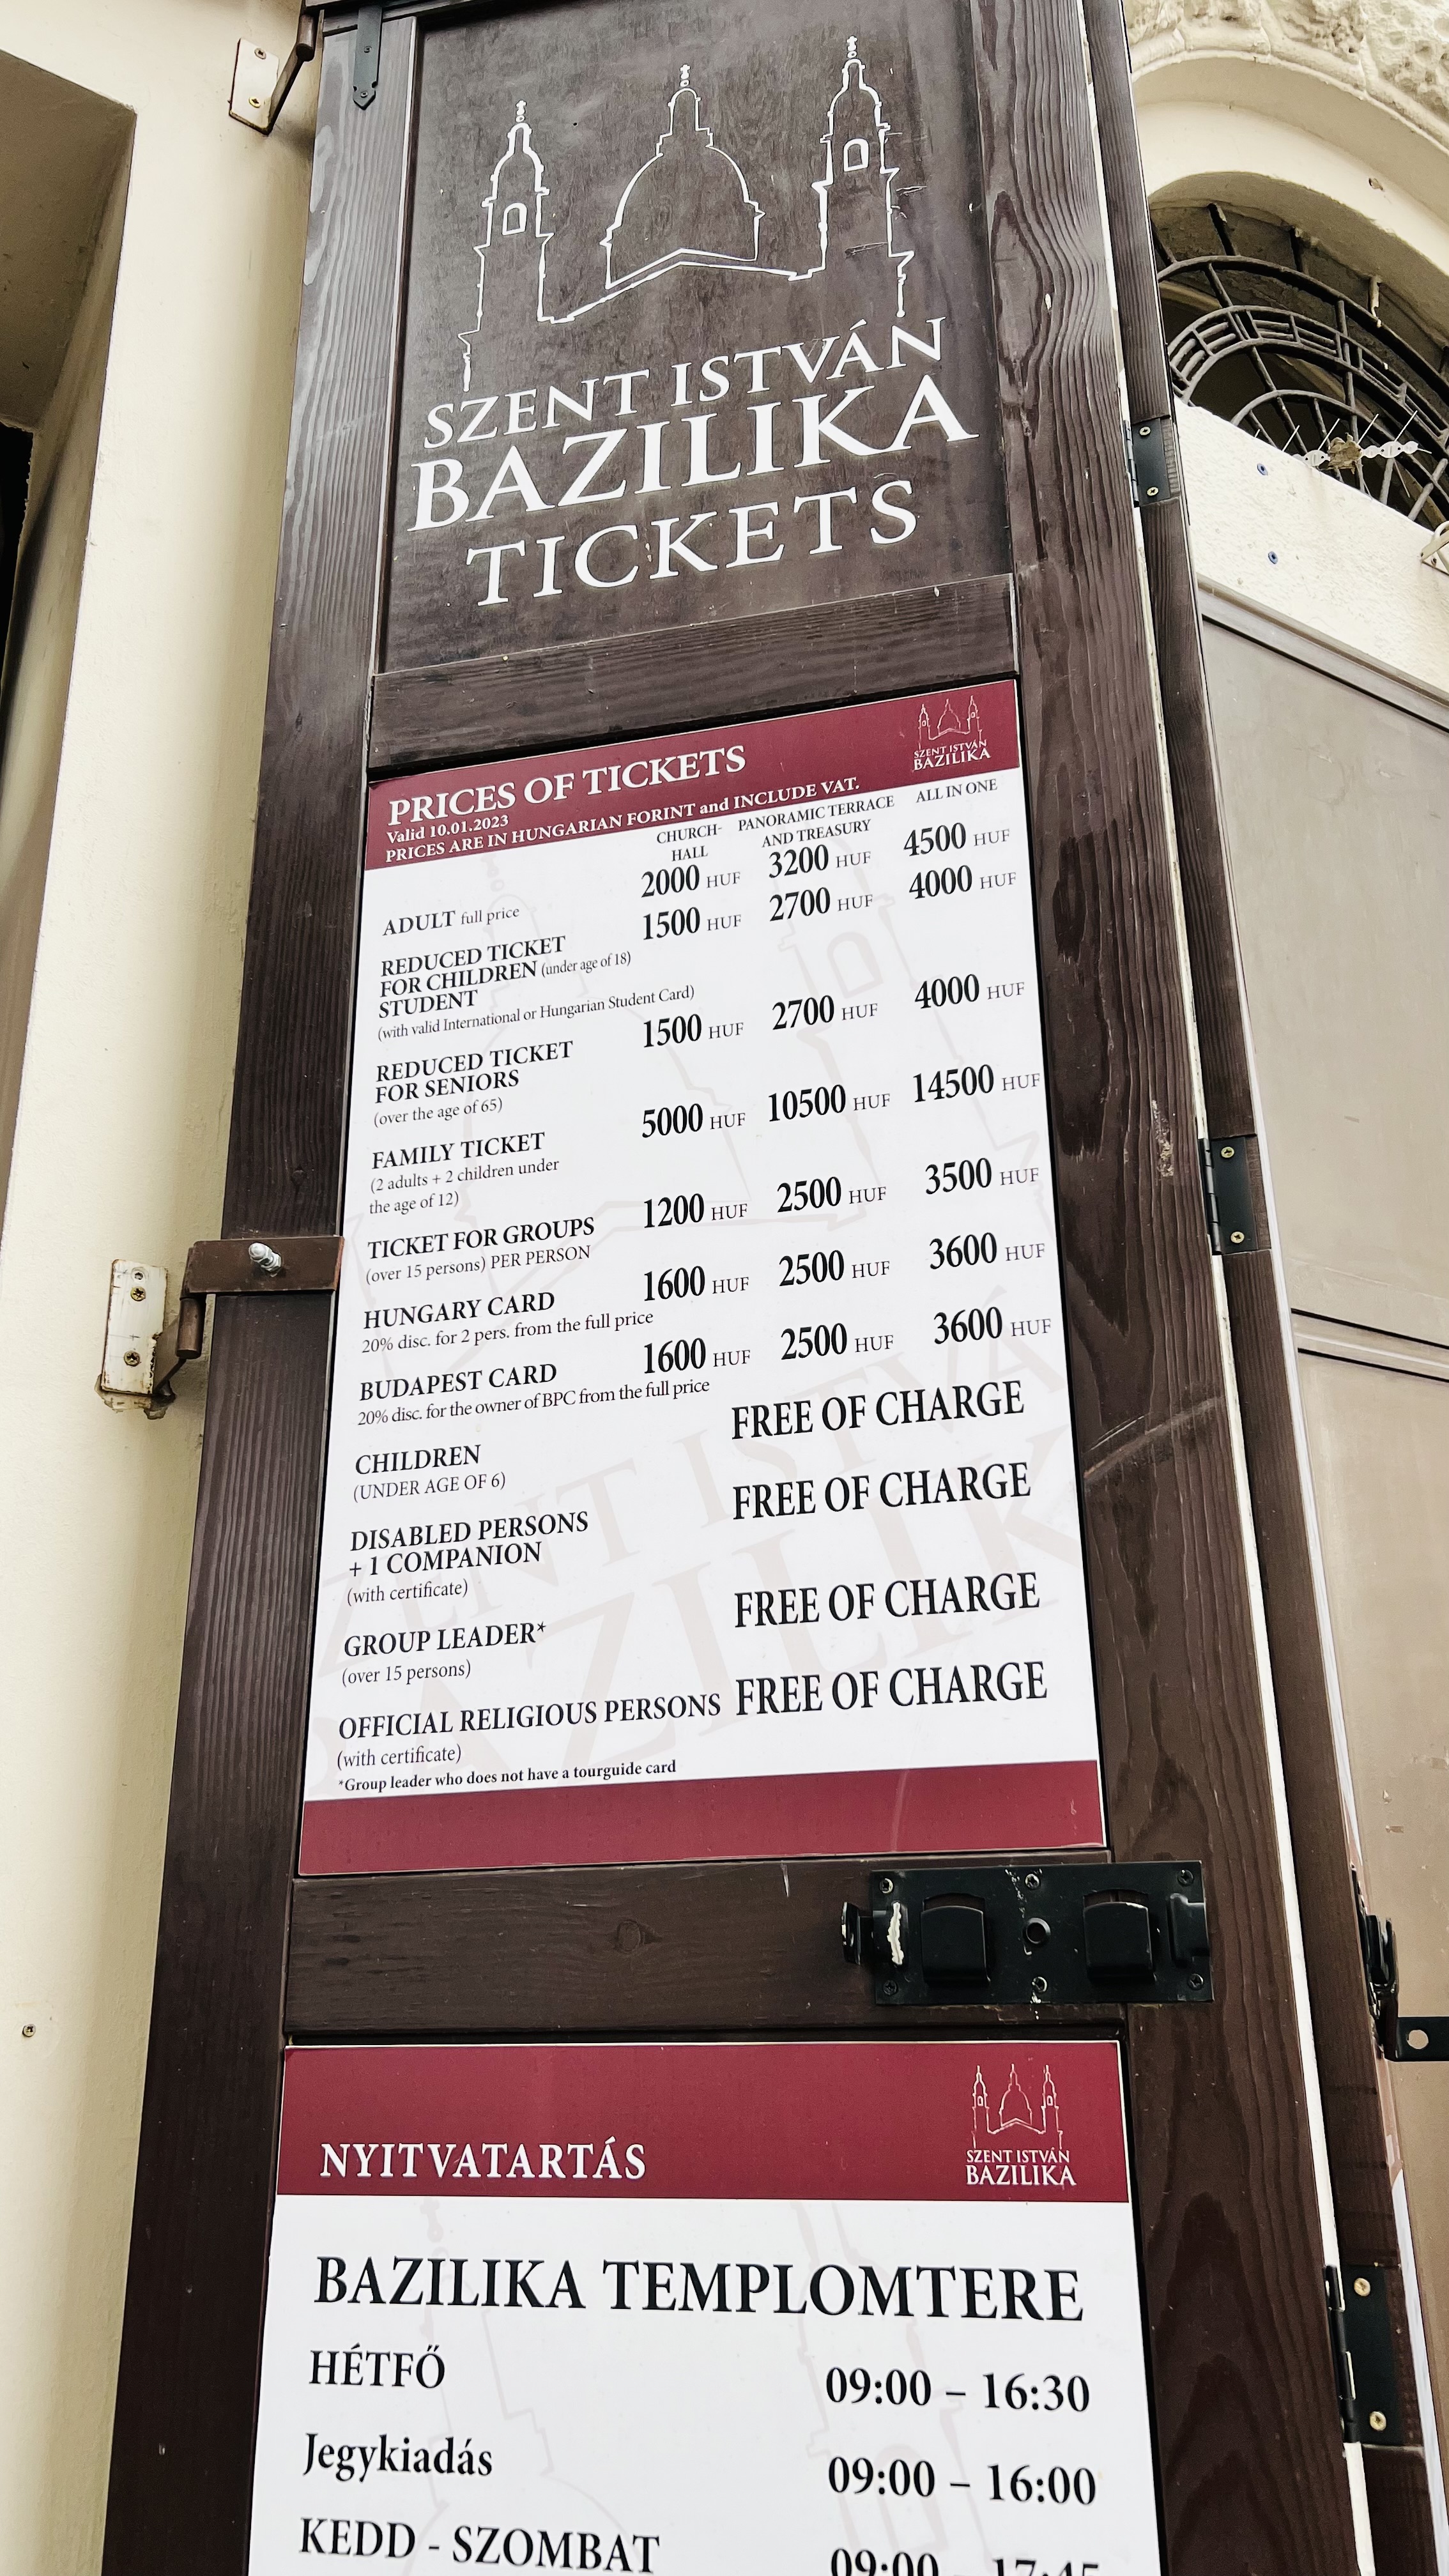 SZENT ISTVÁN
BAZILIKA
TICKETS
PRICES OF TICKETS
Valid 10.01.2023
PRICES ARE IN HUNGARIAN FORINT and INCLUDE VAT.
SZENT ISTVÁN
BAZILIKA
CHURCH-HALL PANORAMIC TERRACE AND TREASURY ALL IN ONE
ADULT full price 2000 HUF 3200 HUF 4500 HUF
REDUCED TICKET 1500 HUF 2700 HUF 4000 HUF
FOR CHILDREN (under age of 18)
STUDENT
(with valid International or Hungarian Student Card)
REDUCED TICKET 1500 HUF 2700 HUF 4000 HUF
FOR SENIORS
(over the age of 65)
FAMILY TICKET 5000 HUF 10500 HUF 14500 HUF
(2 adults + 2 children under
the age of 12)
TICKET FOR GROUPS 1200 HUF 2500 HUF 3500 HUF
(over 15 persons) PER PERSON
HUNGARY CARD 1600 HUF 2500 HUF 3600 HUF
20% disc. for 2 pers. from the full price
BUDAPEST CARD 1600 HUF 2500 HUF 3600 HUF
20% disc. for the owner of BPC from the full price
CHILDREN FREE OF CHARGE
(UNDER AGE OF 6)
DISABLED PERSONS FREE OF CHARGE
+ 1 COMPANION
(with certificate)
GROUP LEADER* FREE OF CHARGE
(over 15 persons)
OFFICIAL RELIGIOUS PERSONS FREE OF CHARGE
(with certificate)
*Group leader who does not have a tourguide card
NYITVATARTÁS
SZENT ISTVÁN
BAZILIKA
BAZILIKA TEMPLOMTERE
HÉTFŐ 09:00 – 16:30
Jegykiadás 09:00 – 16:00
KEDD - SZOMBAT 09:00 – 17:45